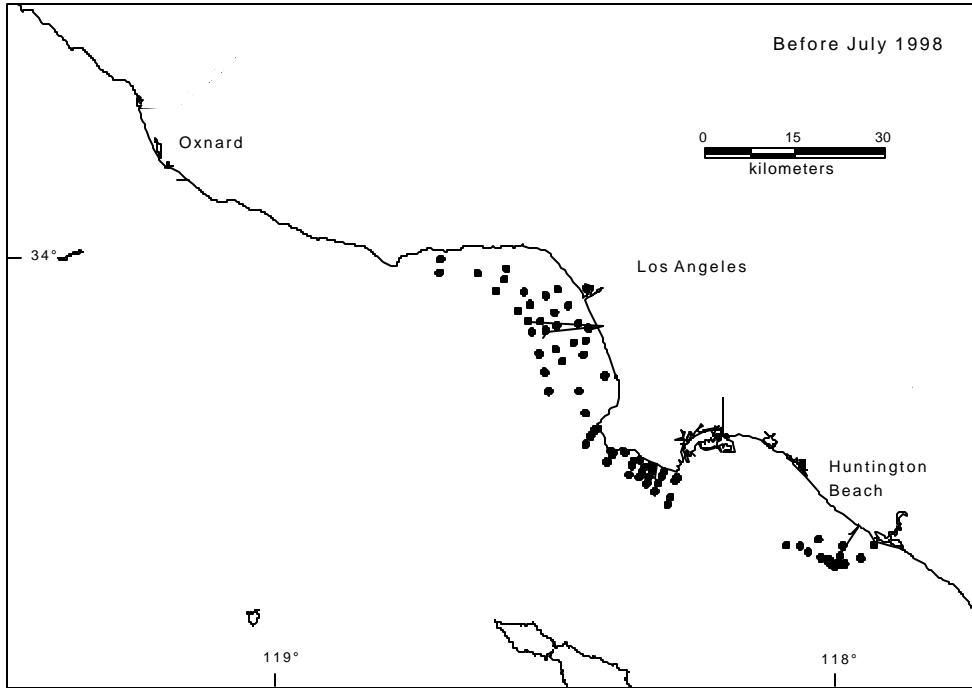 Before July 1998
0 15 30
kilometers
Oxnard
34°
Los Angeles
Huntington
Beach
119°
118°